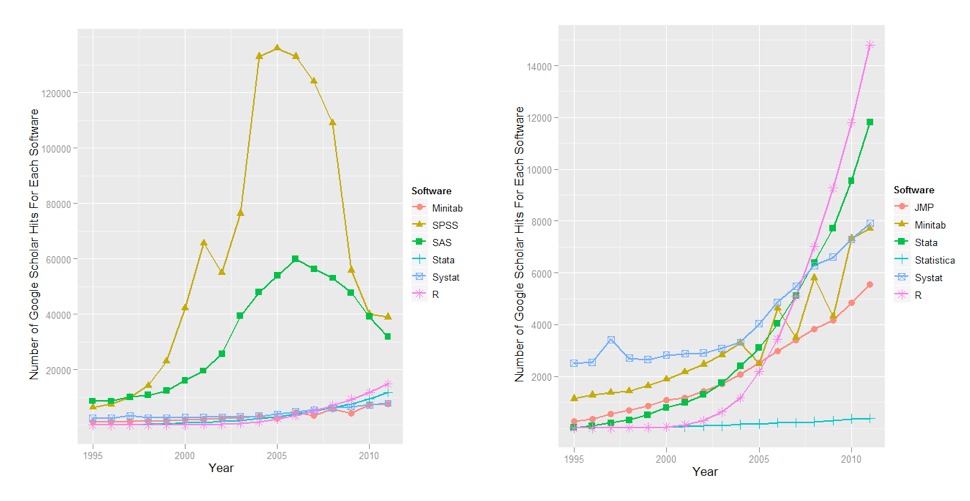 Number of Google Scholar Hits For Each Software
120000
100000
80000
60000
40000
20000
1995
2000
2005
2010
Year
Software
Minitab
SPSS
SAS
Stata
Systat
R
Number of Google Scholar Hits For Each Software
14000
12000
10000
8000
6000
4000
2000
1995
2000
2005
2010
Year
Software
JMP
Minitab
Stata
Statistica
Systat
R